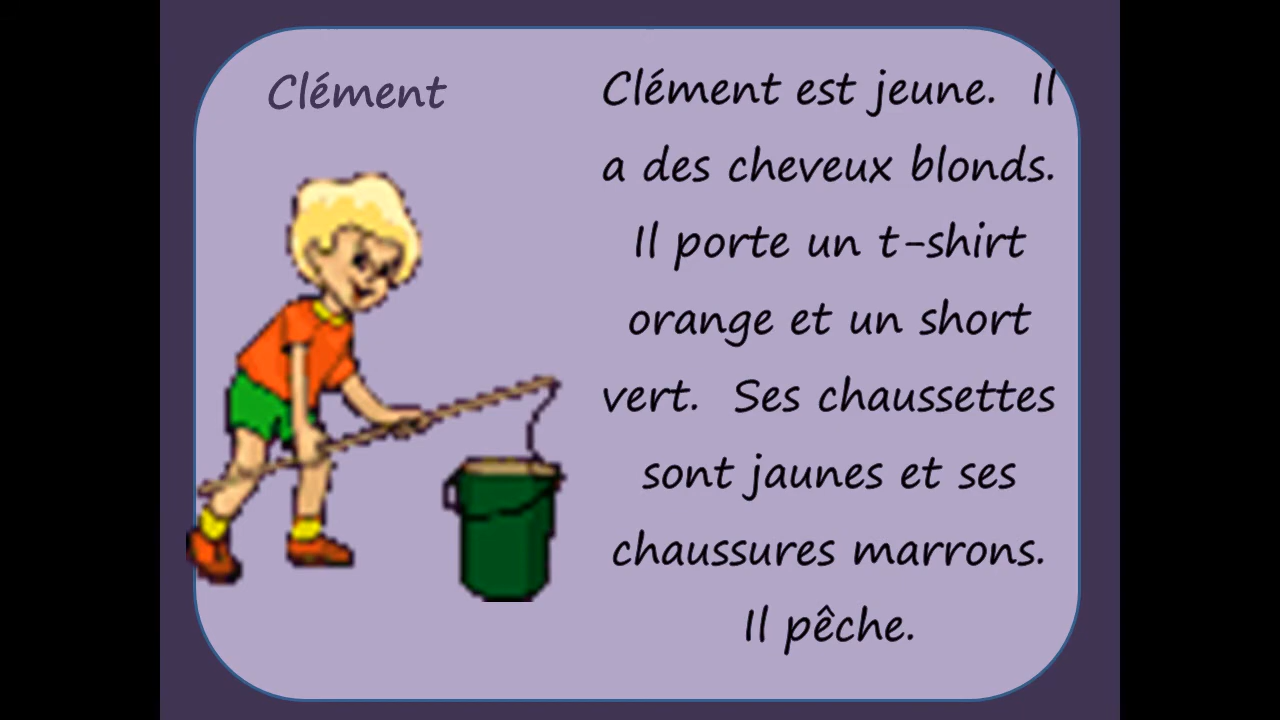 Clément
Clément est jeune. Il
a des cheveux blonds.
Il porte un t-shirt
orange et un short
vert. Ses chaussettes
sont jaunes et ses
chaussures marrons.
Il pêche.